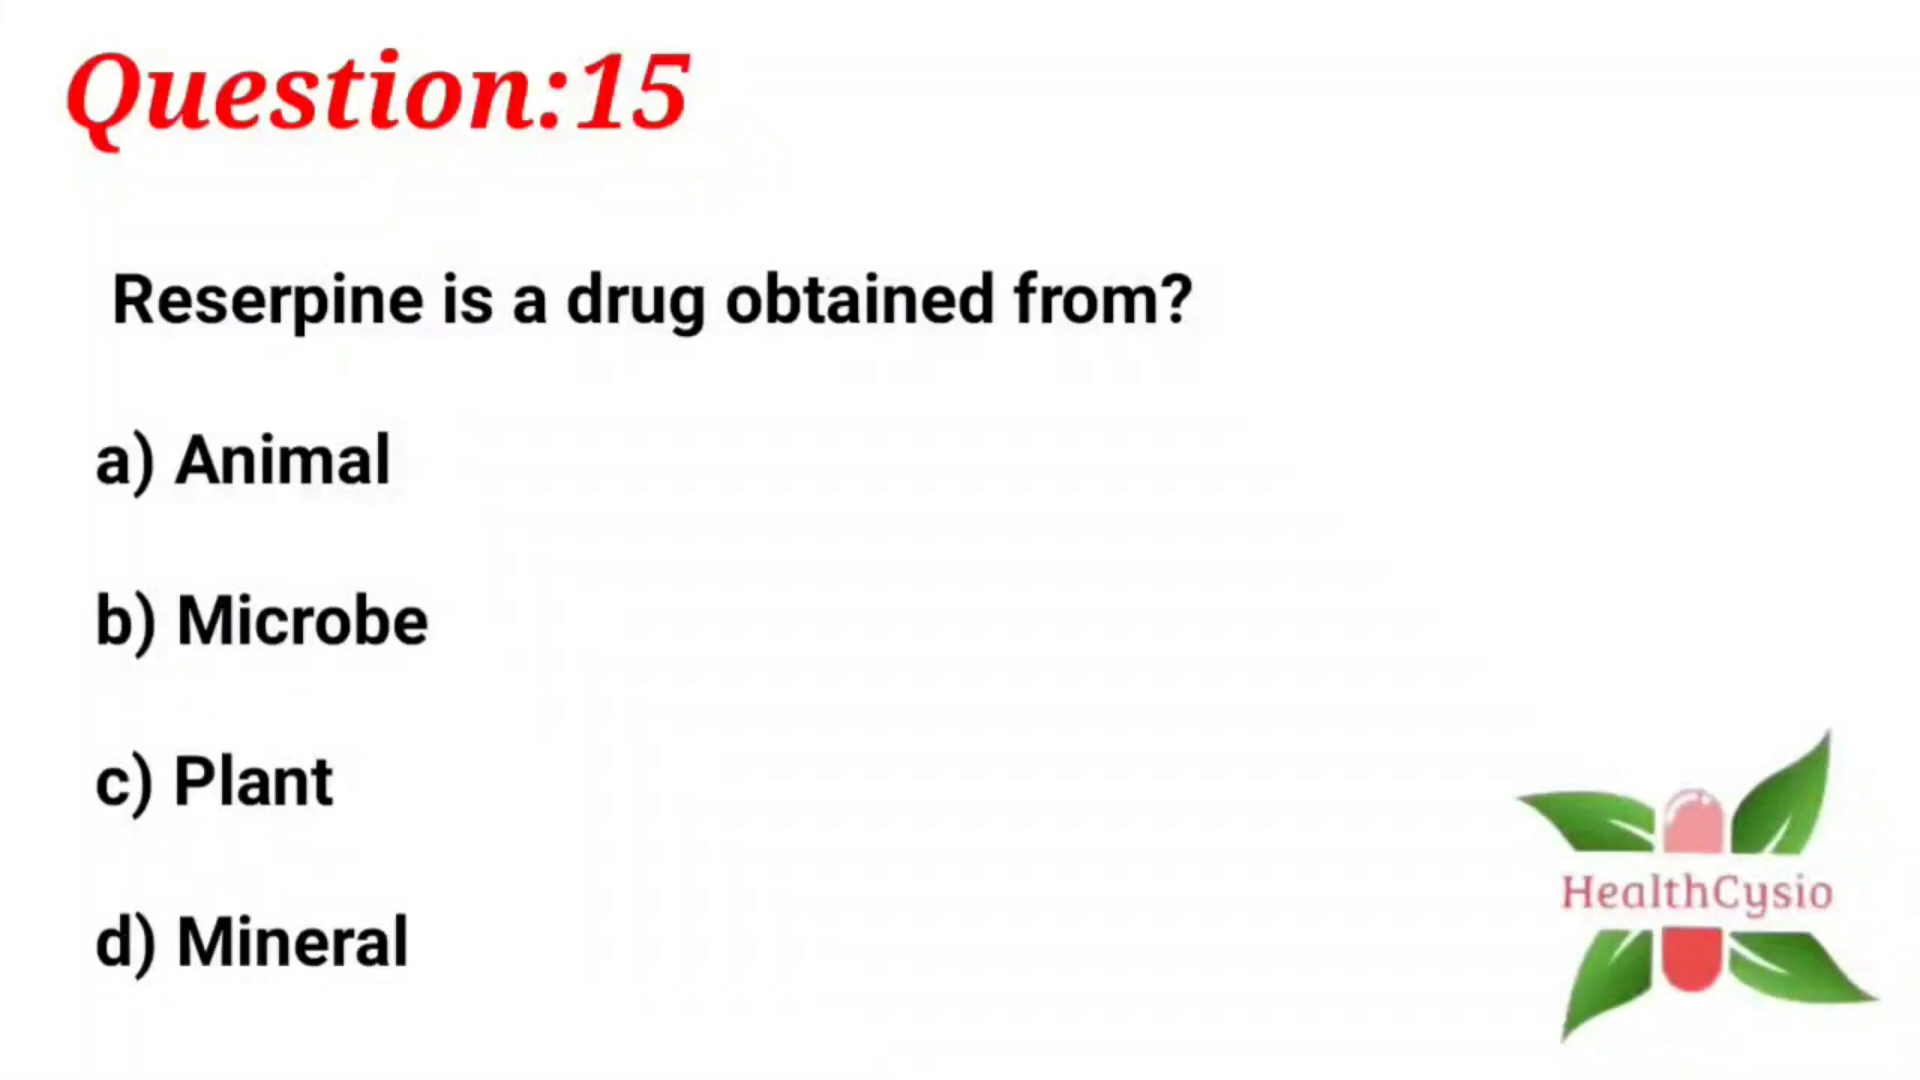 Question:15
Reserpine is a drug obtained from?
a) Animal
b) Microbe
c) Plant
d) Mineral
HealthCysio